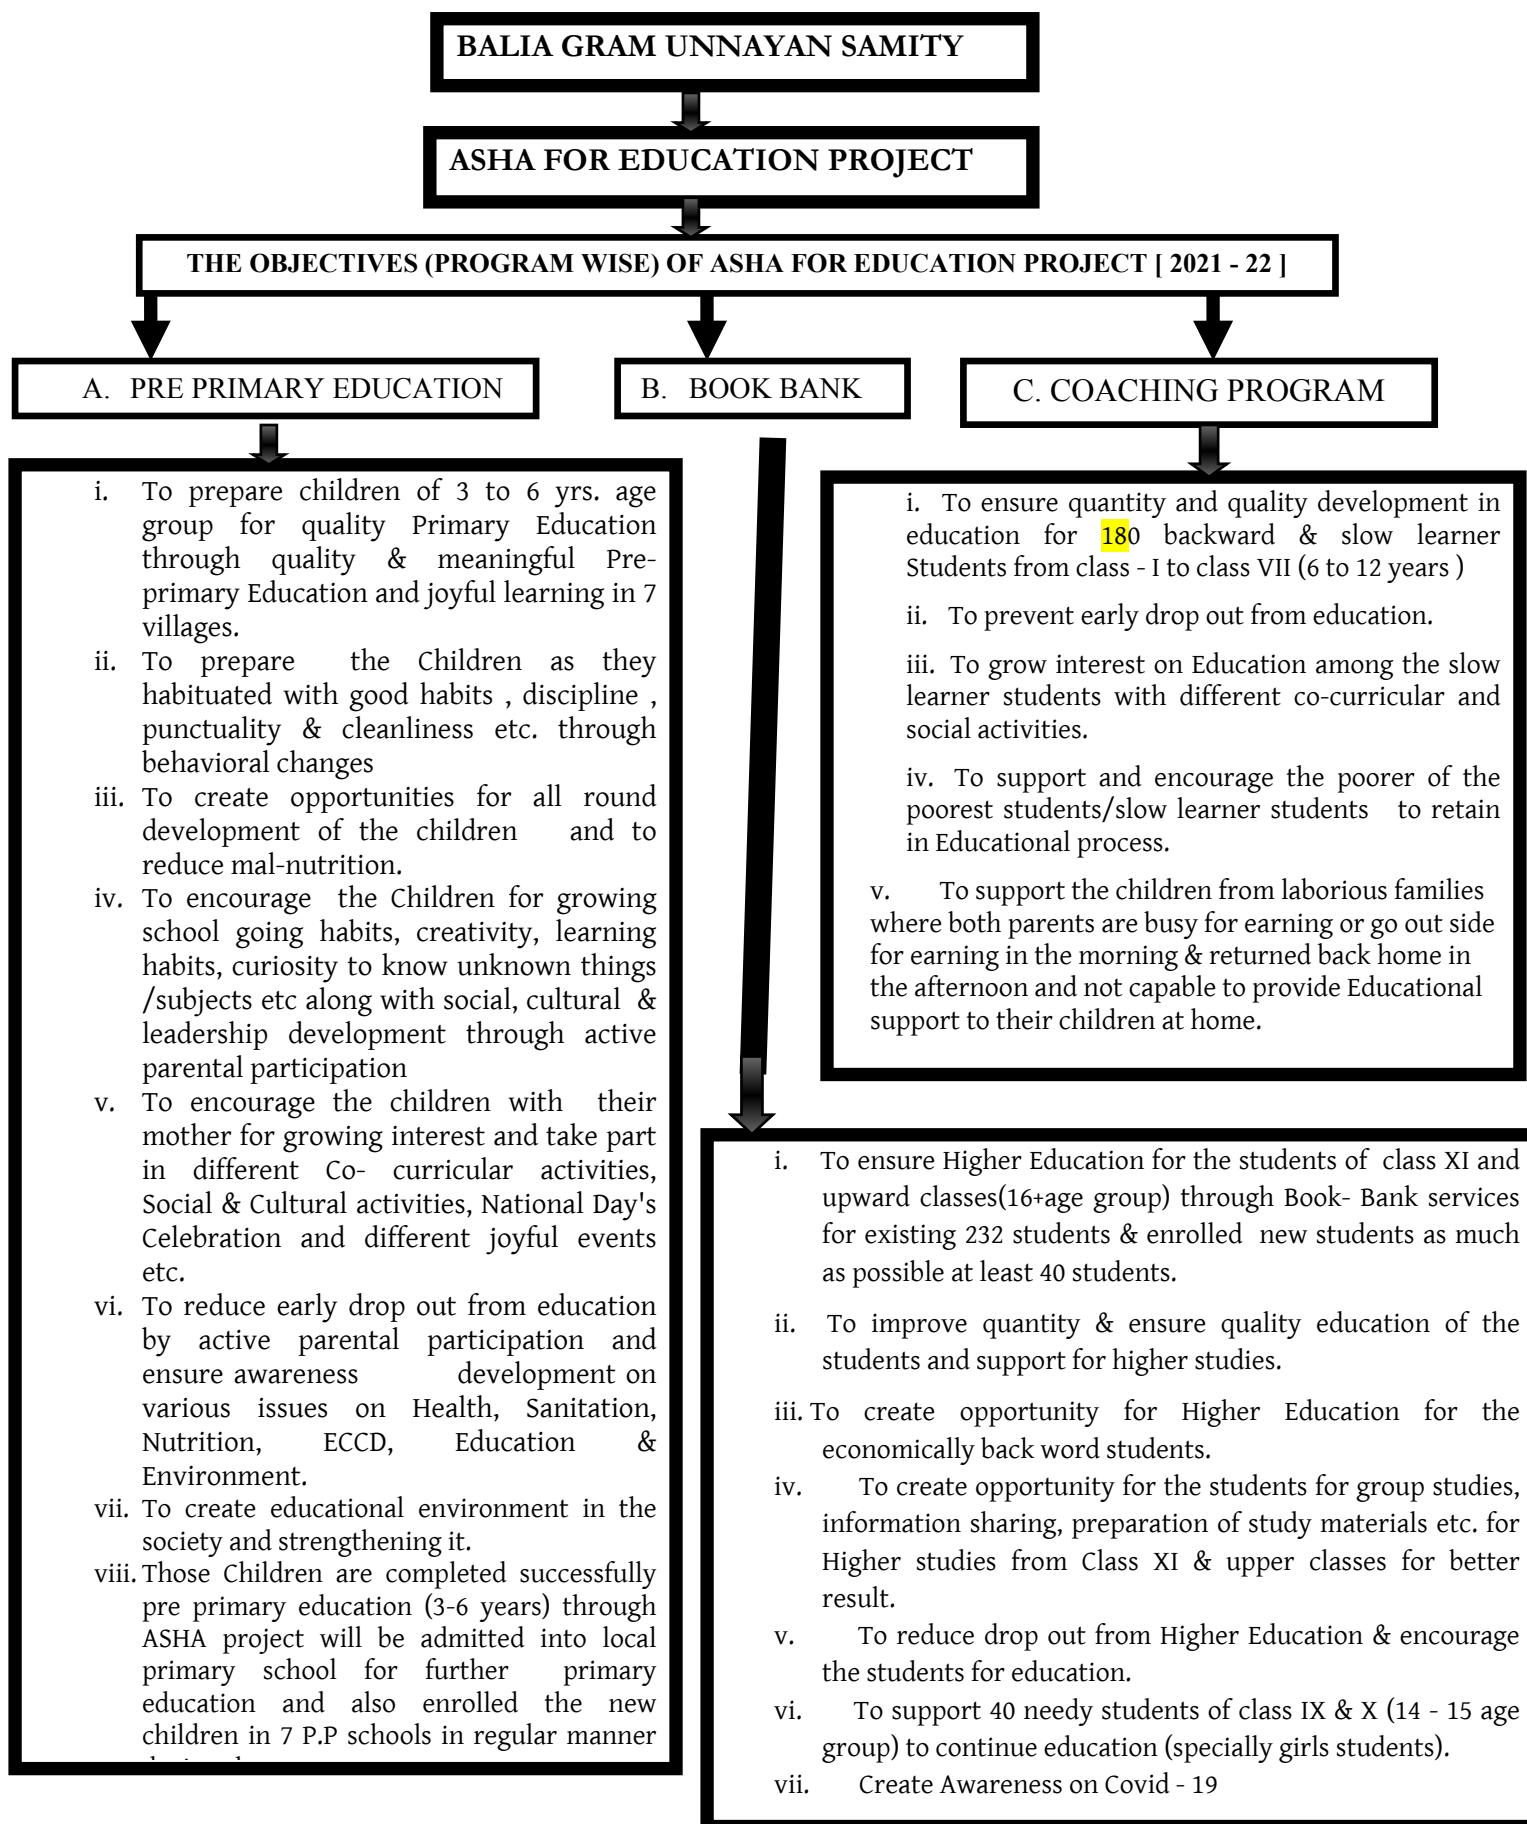 BALIA GRAM UNNAYAN SAMITY
ASHA FOR EDUCATION PROJECT
THE OBJECTIVES (PROGRAM WISE) OF ASHA FOR EDUCATION PROJECT [ 2021 - 22 ]
A. PRE PRIMARY EDUCATION
B. BOOK BANK
C. COACHING PROGRAM
i. To prepare children of 3 to 6 yrs. age
group for quality Primary Education
through quality & meaningful Pre-
primary Education and joyful learning in 7
villages.
ii. To prepare the Children as they
habituated with good habits , discipline ,
punctuality & cleanliness etc. through
behavioral changes
iii. To create opportunities for all round
development of the children and to
reduce mal-nutrition.
iv. To encourage the Children for growing
school going habits, creativity, learning
habits, curiosity to know unknown things
/subjects etc along with social, cultural &
leadership development through active
parental participation
v. To encourage the children with their
mother for growing interest and take part
in different Co- curricular activities,
Social & Cultural activities, National Day's
Celebration and different joyful events
etc.
vi. To reduce early drop out from education
by active parental participation and
ensure awareness development on
various issues on Health, Sanitation,
Nutrition, ECCD, Education &
Environment.
vii. To create educational environment in the
society and strengthening it.
viii. Those Children are completed successfully
pre primary education (3-6 years) through
ASHA project will be admitted into local
primary school for further primary
education and also enrolled the new
children in 7 P.P schools in regular manner
i. To ensure quantity and quality development in
education for 180 backward & slow learner
Students from class - I to class VII (6 to 12 years )
ii. To prevent early drop out from education.
iii. To grow interest on Education among the slow
learner students with different co-curricular and
social activities.
iv. To support and encourage the poorer of the
poorest students/slow learner students to retain
in Educational process.
v. To support the children from laborious families
where both parents are busy for earning or go out side
for earning in the morning & returned back home in
the afternoon and not capable to provide Educational
support to their children at home.
i. To ensure Higher Education for the students of class XI and
upward classes(16+age group) through Book- Bank services
for existing 232 students & enrolled new students as much
as possible at least 40 students.
ii. To improve quantity & ensure quality education of the
students and support for higher studies.
iii. To create opportunity for Higher Education for the
economically back word students.
iv. To create opportunity for the students for group studies,
information sharing, preparation of study materials etc. for
Higher studies from Class XI & upper classes for better
result.
v. To reduce drop out from Higher Education & encourage
the students for education.
vi. To support 40 needy students of class IX & X (14 - 15 age
group) to continue education (specially girls students).
vii. Create Awareness on Covid - 19